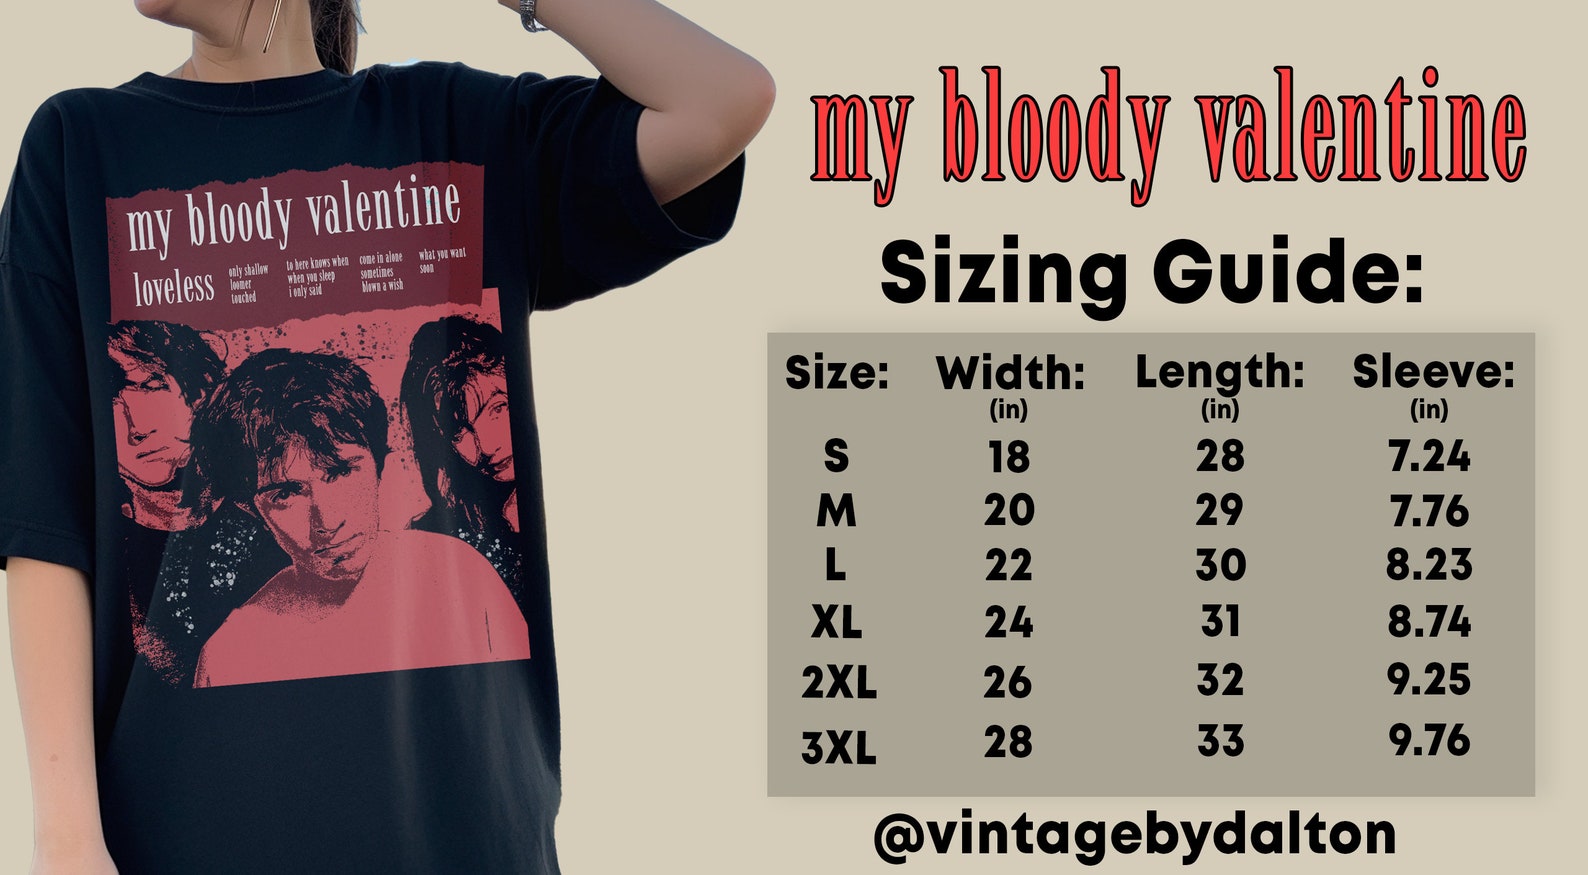 my bloody valentine
loveless
only shallow
loomer
touched
to here knows when
when you sleep
i only said
come in alone
sometimes
blown a wish
what you want
soon
my bloody valentine
Sizing Guide:
Size: Width: Length: Sleeve:
(in) (in) (in)
S 18 28 7.24
M 20 29 7.76
L 22 30 8.23
XL 24 31 8.74
2XL 26 32 9.25
3XL 28 33 9.76
@vintagebydalton